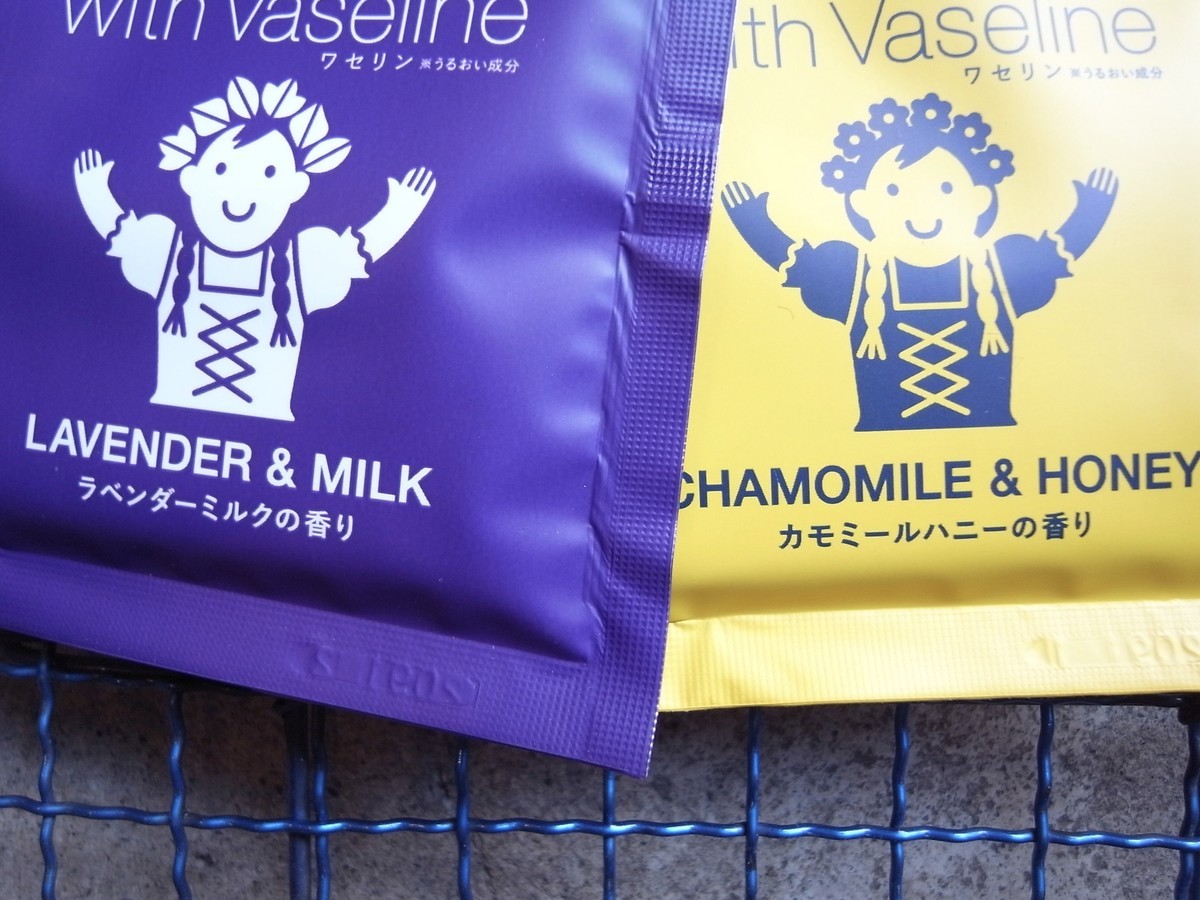 with Vaseline
ワセリン ※うるおい成分
LAVENDER & MILK
ラベンダーミルクの香り
ith Vaseline
ワセリン ※うるおい成分
CHAMOMILE & HONEY
カモミールハニーの香り